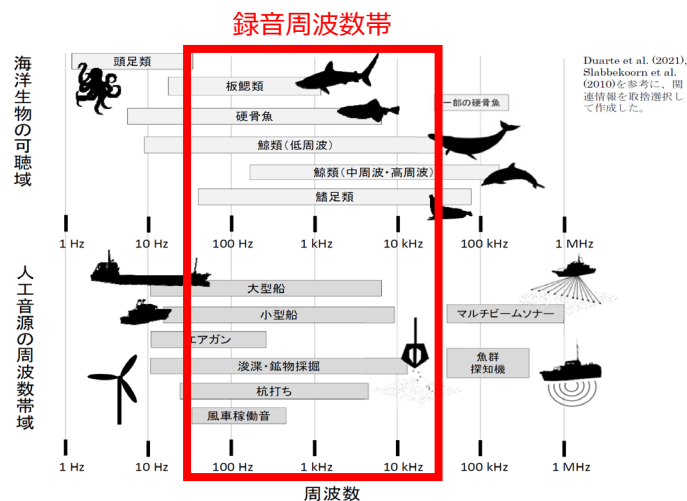 録音周波数帯
海洋生物の可聴域
頭足類
板鰓類
硬骨魚
一部の硬骨魚
鯨類(低周波)
鯨類(中周波・高周波)
鰭足類
Duarte et al. (2021),
Slabbekoorn et al.
(2010)を参考に、関
連情報を取捨選択し
て作成した。
1 Hz 10 Hz 100 Hz 1 kHz 10 kHz 100 kHz 1 MHz
人工音源の周波数帯域
大型船
小型船
マルチビームソナー
エアガン
浚渫・鉱物採掘
魚群
探知機
杭打ち
風車稼働音
1 Hz 10 Hz 100 Hz 1 kHz 10 kHz 100 kHz 1 MHz
周波数